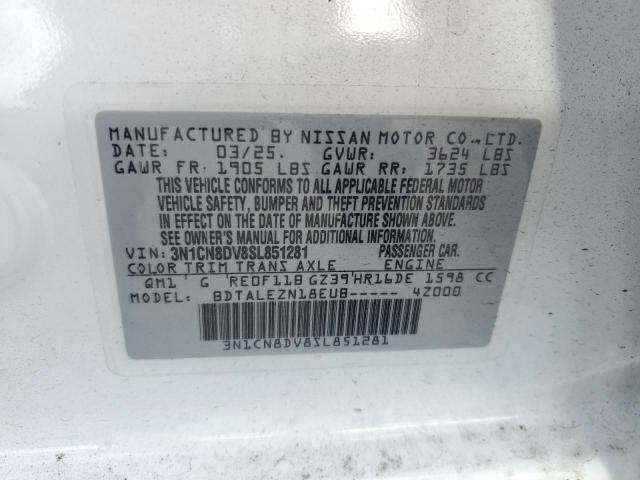 MANUFACTURED BY NISSAN MOTOR CO., LTD.
DATE: 03/25. GVWR: 3624 LBS
GAWR FR: 1905 LBS GAWR RR: 1735 LBS
THIS VEHICLE CONFORMS TO ALL APPLICABLE FEDERAL MOTOR
VEHICLE SAFETY, BUMPER AND THEFT PREVENTION STANDARDS
IN EFFECT ON THE DATE OF MANUFACTURE SHOWN ABOVE.
SEE OWNER'S MANUAL FOR ADDITIONAL INFORMATION.
VIN: 3N1CN8DV8SL851281 PASSENGER CAR.
COLOR TRIM TRANS AXLE ENGINE
QM1 G RE0F11B GZ39 HR16DE 1598 CC
MODEL: BDTALEZN18EUB----- 4Z000
3N1CN8DV8SL851281